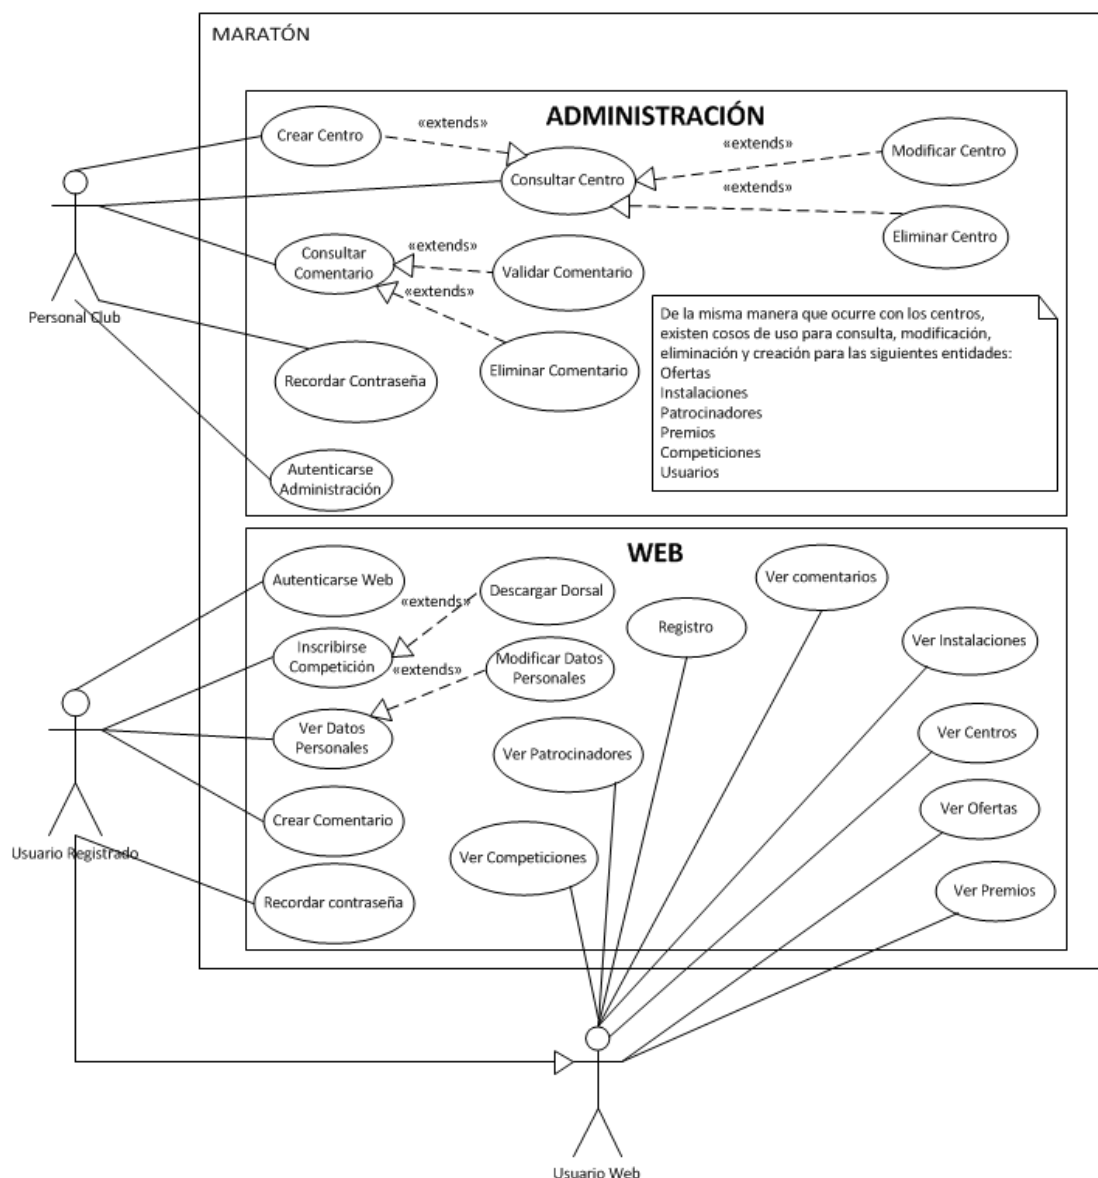 MARATÓN
ADMINISTRACIÓN
Crear Centro
«extends»
Consultar Centro
«extends»
Modificar Centro
«extends»
Eliminar Centro
Personal Club
Consultar
Comentario
«extends»
Validar Comentario
«extends»
Eliminar Comentario
Recordar Contraseña
Autenticarse
Administración
De la misma manera que ocurre con los centros,
existen cosos de uso para consulta, modificación,
eliminación y creación para las siguientes entidades:
Ofertas
Instalaciones
Patrocinadores
Premios
Competiciones
Usuarios
WEB
Autenticarse Web
«extends»
Descargar Dorsal
Inscribirse
Competición
«extends»
Modificar Datos
Personales
Ver Datos
Personales
Crear Comentario
Recordar contraseña
Usuario Registrado
Ver Patrocinadores
Ver Competiciones
Registro
Ver comentarios
Ver Instalaciones
Ver Centros
Ver Ofertas
Ver Premios
Usuario Web